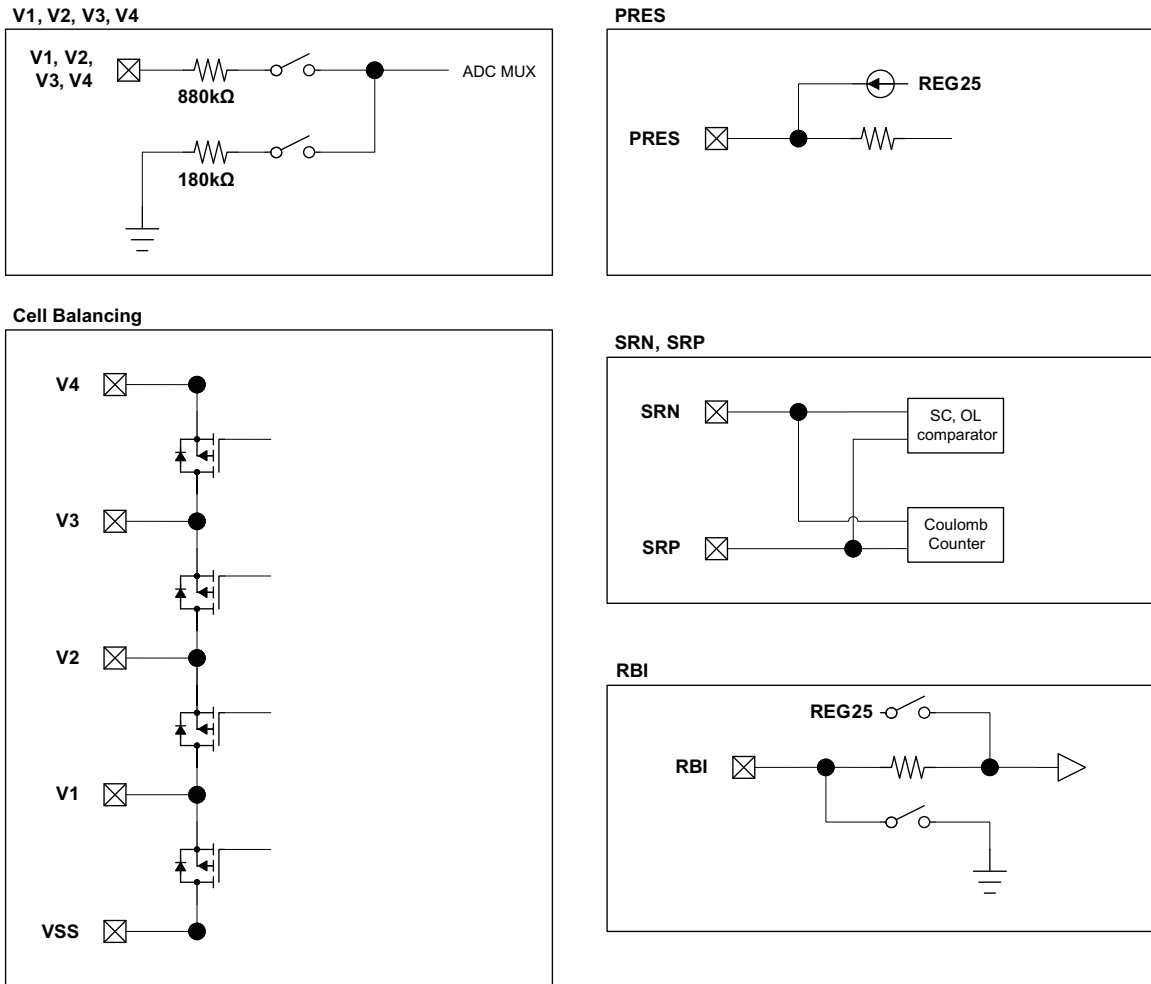 V1, V2, V3, V4
V1, V2,
V3, V4
880kΩ
ADC MUX
180kΩ
PRES
REG25
PRES
Cell Balancing
V4
V3
V2
V1
VSS
SRN, SRP
SRN
SC, OL
comparator
SRP
Coulomb
Counter
RBI
REG25
RBI